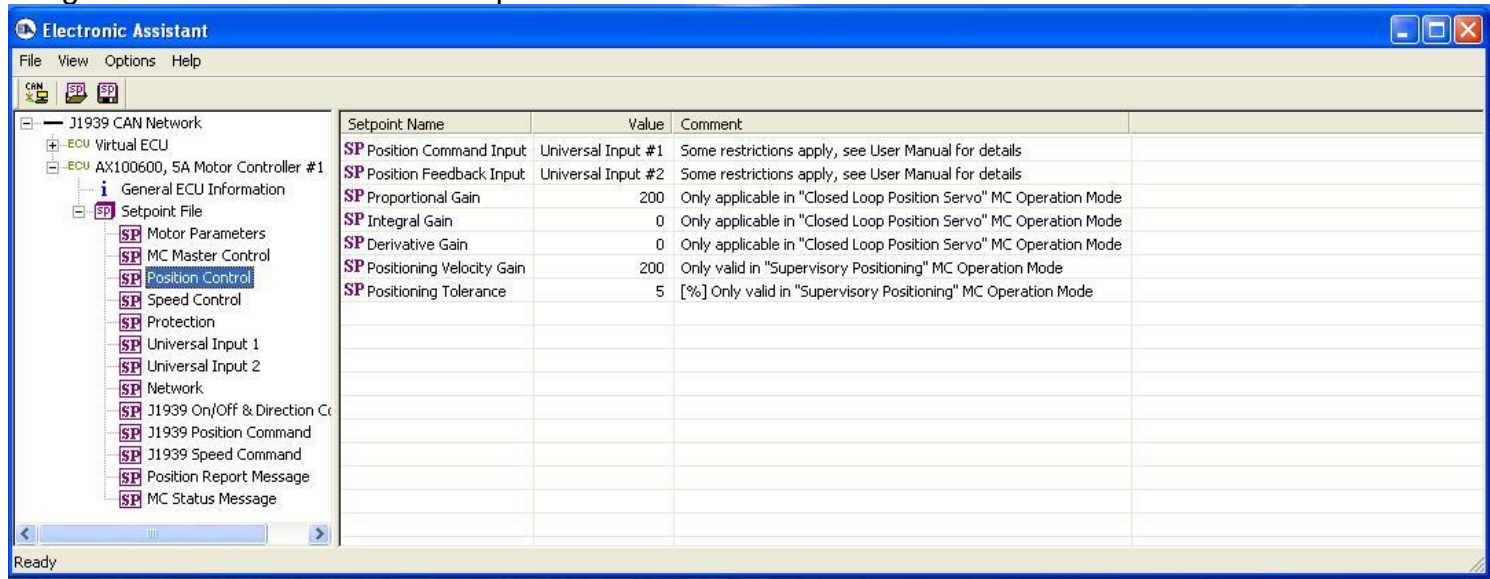 Electronic Assistant
File View Options Help
CAN SP SP
J1939 CAN Network
ECU Virtual ECU
ECU AX100600, 5A Motor Controller #1
i General ECU Information
SP Setpoint File
SP Motor Parameters
SP MC Master Control
SP Position Control
SP Speed Control
SP Protection
SP Universal Input 1
SP Universal Input 2
SP Network
SP J1939 On/Off & Direction
SP J1939 Position Command
SP J1939 Speed Command
SP Position Report Message
SP MC Status Message
Setpoint Name Value Comment
SP Position Command Input Universal Input #1 Some restrictions apply, see User Manual for details
SP Position Feedback Input Universal Input #2 Some restrictions apply, see User Manual for details
SP Proportional Gain 200 Only applicable in "Closed Loop Position Servo" MC Operation Mode
SP Integral Gain 0 Only applicable in "Closed Loop Position Servo" MC Operation Mode
SP Derivative Gain 0 Only applicable in "Closed Loop Position Servo" MC Operation Mode
SP Positioning Velocity Gain 200 Only valid in "Supervisory Positioning" MC Operation Mode
SP Positioning Tolerance 5 [%] Only valid in "Supervisory Positioning" MC Operation Mode
Ready